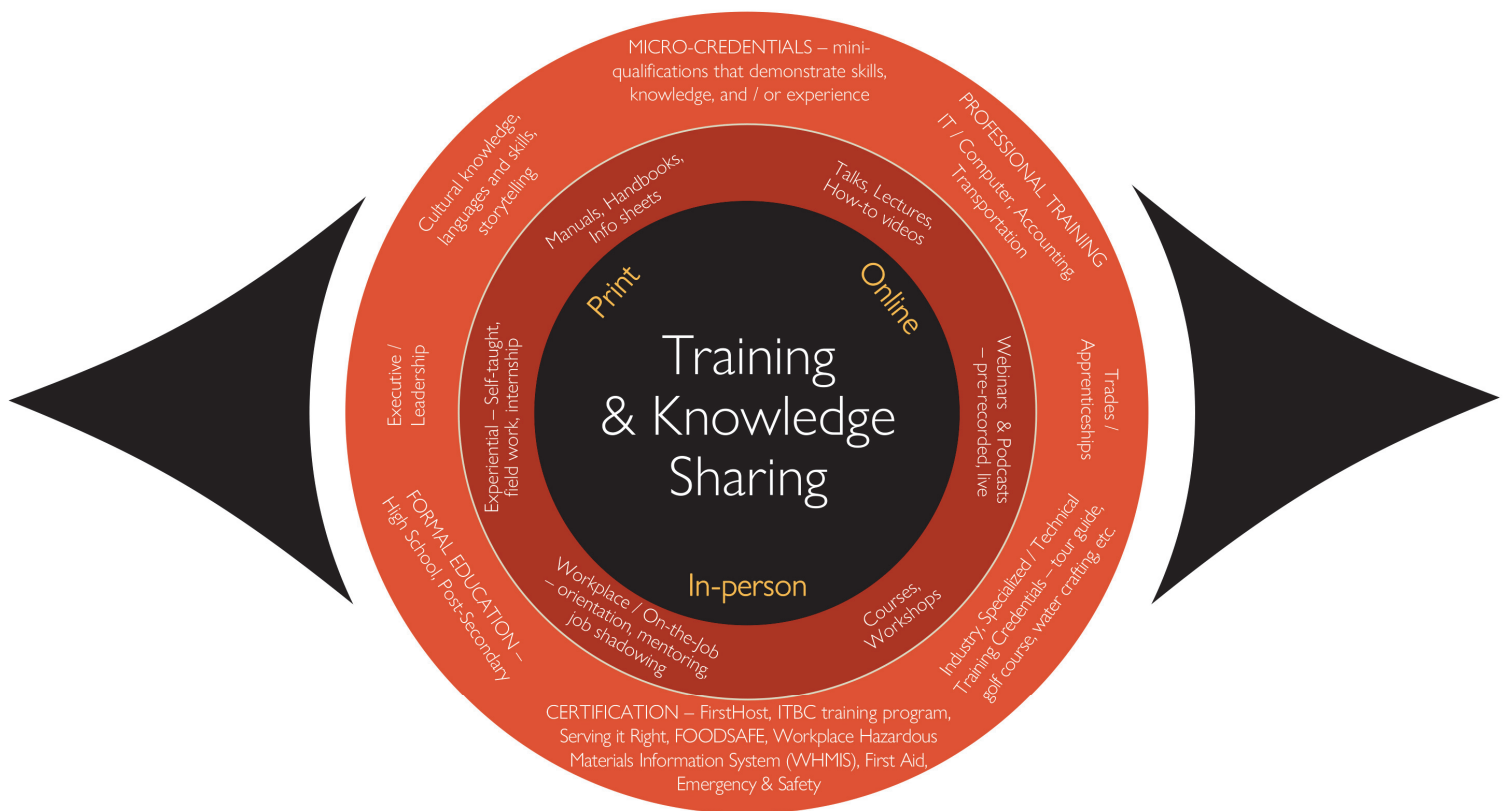 MICRO-CREDENTIALS – mini-
qualifications that demonstrate skills,
knowledge, and / or experience
PROFESSIONAL TRAINING
IT / Computer, Accounting,
Transportation
Trades /
Apprenticeships
Industry, Specialized / Technical
Training Credentials – tour guide,
golf course, water crafting, etc.
CERTIFICATION – FirstHost, ITBC training program,
Serving it Right, FOODSAFE, Workplace Hazardous
Materials Information System (WHMIS), First Aid,
Emergency & Safety
FORMAL EDUCATION –
High School, Post-Secondary
Executive /
Leadership
Cultural knowledge,
languages and skills,
storytelling
Manuals, Handbooks,
Info sheets
Talks, Lectures,
How-to videos
Webinars & Podcasts
– pre-recorded, live
Courses,
Workshops
Workplace / On-the-Job
– orientation, mentoring,
job shadowing
Experiential – Self-taught,
field work, internship
Print
Online
Training
& Knowledge
Sharing
In-person